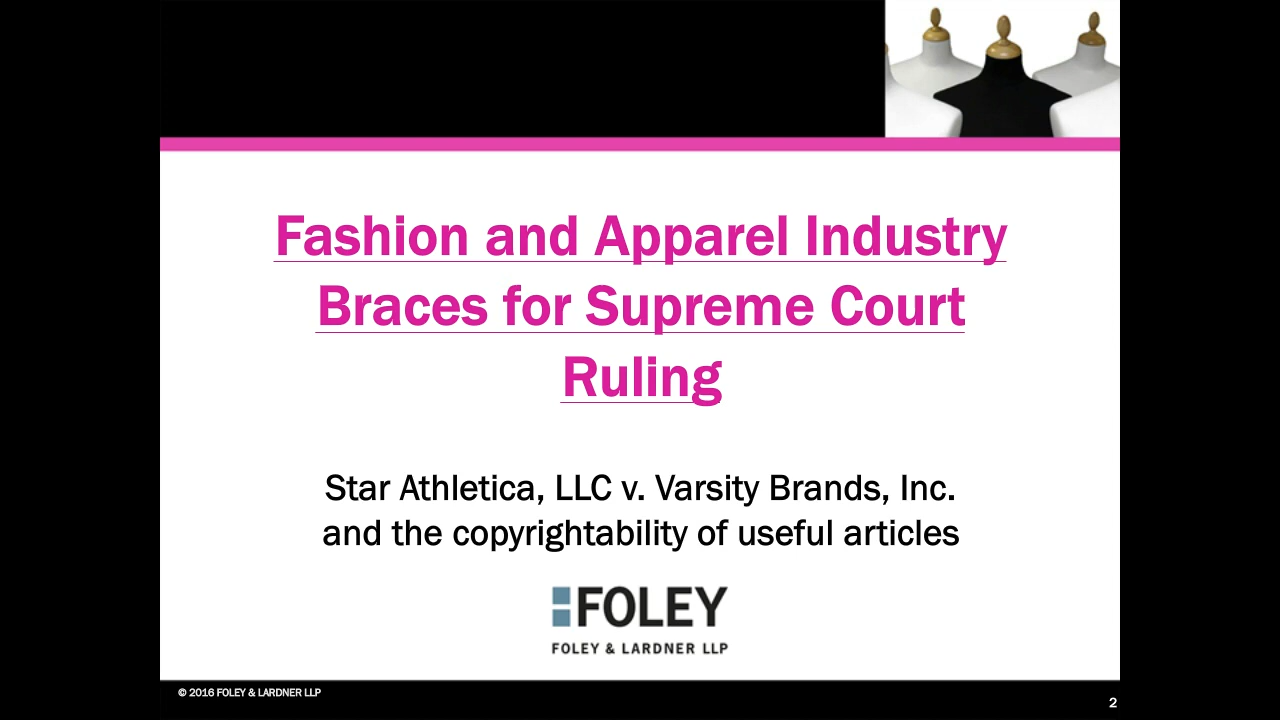 Fashion and Apparel Industry
Braces for Supreme Court
Ruling
Star Athletica, LLC v. Varsity Brands, Inc.
and the copyrightability of useful articles
FOLEY
FOLEY & LARDNER LLP
© 2016 FOLEY & LARDNER LLP
2